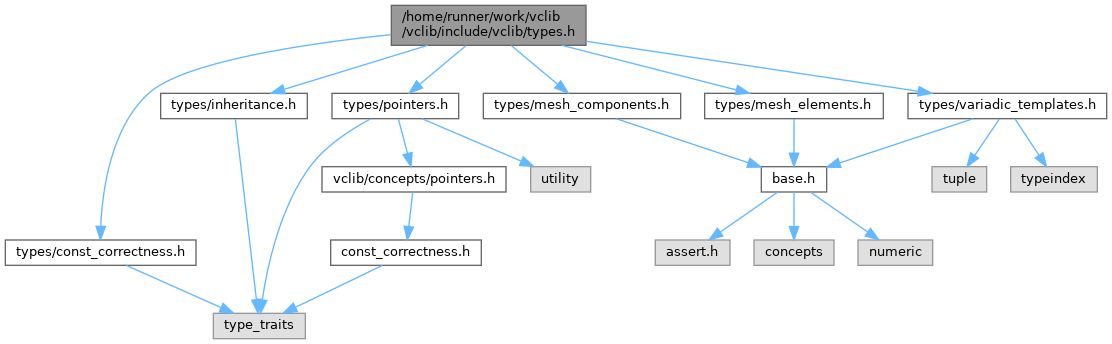 /home/runner/work/vclib
/vclib/include/vclib/types.h
types/inheritance.h
types/pointers.h
types/mesh_components.h
types/mesh_elements.h
types/variadic_templates.h
vclib/concepts/pointers.h
utility
base.h
tuple
typeindex
types/const_correctness.h
const_correctness.h
assert.h
concepts
numeric
type_traits